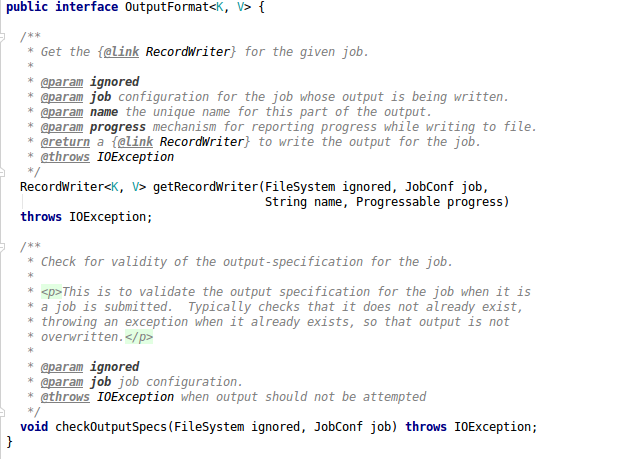 public interface OutputFormat<K, V> {
/**
* Get the {@link RecordWriter} for the given job.
*
* @param ignored
* @param job configuration for the job whose output is being written.
* @param name the unique name for this part of the output.
* @param progress mechanism for reporting progress while writing to file.
* @return a {@link RecordWriter} to write the output for the job.
* @throws IOException
*/
RecordWriter<K, V> getRecordWriter(FileSystem ignored, JobConf job,
String name, Progressable progress)
throws IOException;
/**
* Check for validity of the output-specification for the job.
*
* <p>This is to validate the output specification for the job when it is
* a job is submitted.  Typically checks that it does not already exist,
* throwing an exception when it already exists, so that output is not
* overwritten.</p>
*
* @param ignored
* @param job job configuration.
* @throws IOException when output should not be attempted
*/
void checkOutputSpecs(FileSystem ignored, JobConf job) throws IOException;
}